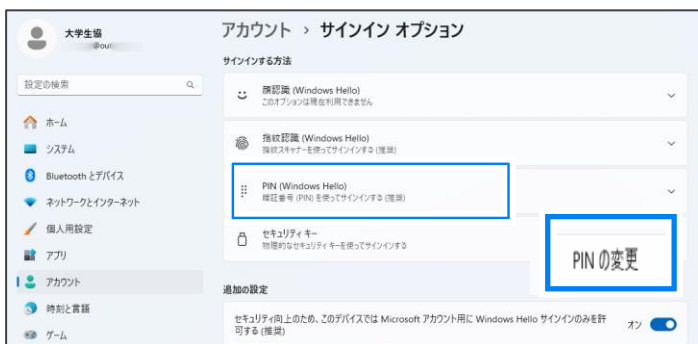 大学生協
@ou
設定の検索
ホーム
システム
Bluetooth とデバイス
ネットワークとインターネット
個人用設定
アプリ
アカウント
時刻と言語
ゲーム
アカウント > サインイン オプション
サインインする方法
顔認識 (Windows Hello)
このオプションは現在利用できません
指紋認識 (Windows Hello)
指紋スキャナーを使ってサインインする (推奨)
PIN (Windows Hello)
暗証番号 (PIN) を使ってサインインする (推奨)
セキュリティ キー
物理的なセキュリティ キーを使ってサインインする
PIN の変更
追加の設定
セキュリティ向上のため、このデバイスでは Microsoft アカウント用に Windows Hello サインインのみを許
可する (推奨)
オン